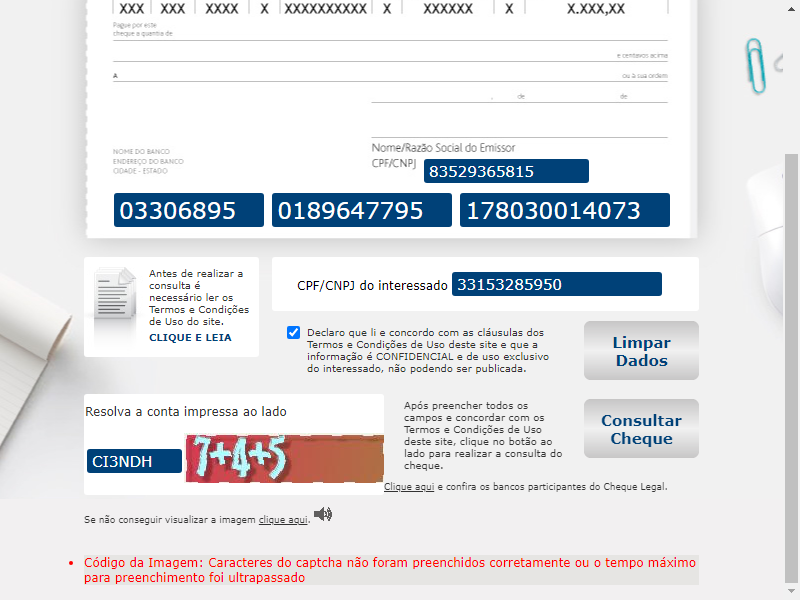 XXX XXX XXXX X XXXXXXXXXX X XXXXXX X X.XXX,XX
Pague por este
cheque a quantia de
e centavos acima
A ou à sua ordem
, de de
Nome/Razão Social do Emissor
CPF/CNPJ 83529365815
NOME DO BANCO
ENDEREÇO DO BANCO
CIDADE - ESTADO
03306895 0189647795 178030014073
Antes de realizar a
consulta é
necessário ler os
Termos e Condições
de Uso do site.
CLIQUE E LEIA
CPF/CNPJ do interessado 33153285950
Declaro que li e concordo com as cláusulas dos
Termos e Condições de Uso deste site e que a
informação é CONFIDENCIAL e de uso exclusivo
do interessado, não podendo ser publicada.
Limpar
Dados
Resolva a conta impressa ao lado
CI3NDH 7+4+5
Após preencher todos os
campos e concordar com os
Termos e Condições de Uso
deste site, clique no botão ao
lado para realizar a consulta do
cheque.
Consultar
Cheque
Clique aqui e confira os bancos participantes do Cheque Legal.
Se não conseguir visualizar a imagem clique aqui.
• Código da Imagem: Caracteres do captcha não foram preenchidos corretamente ou o tempo máximo
para preenchimento foi ultrapassado